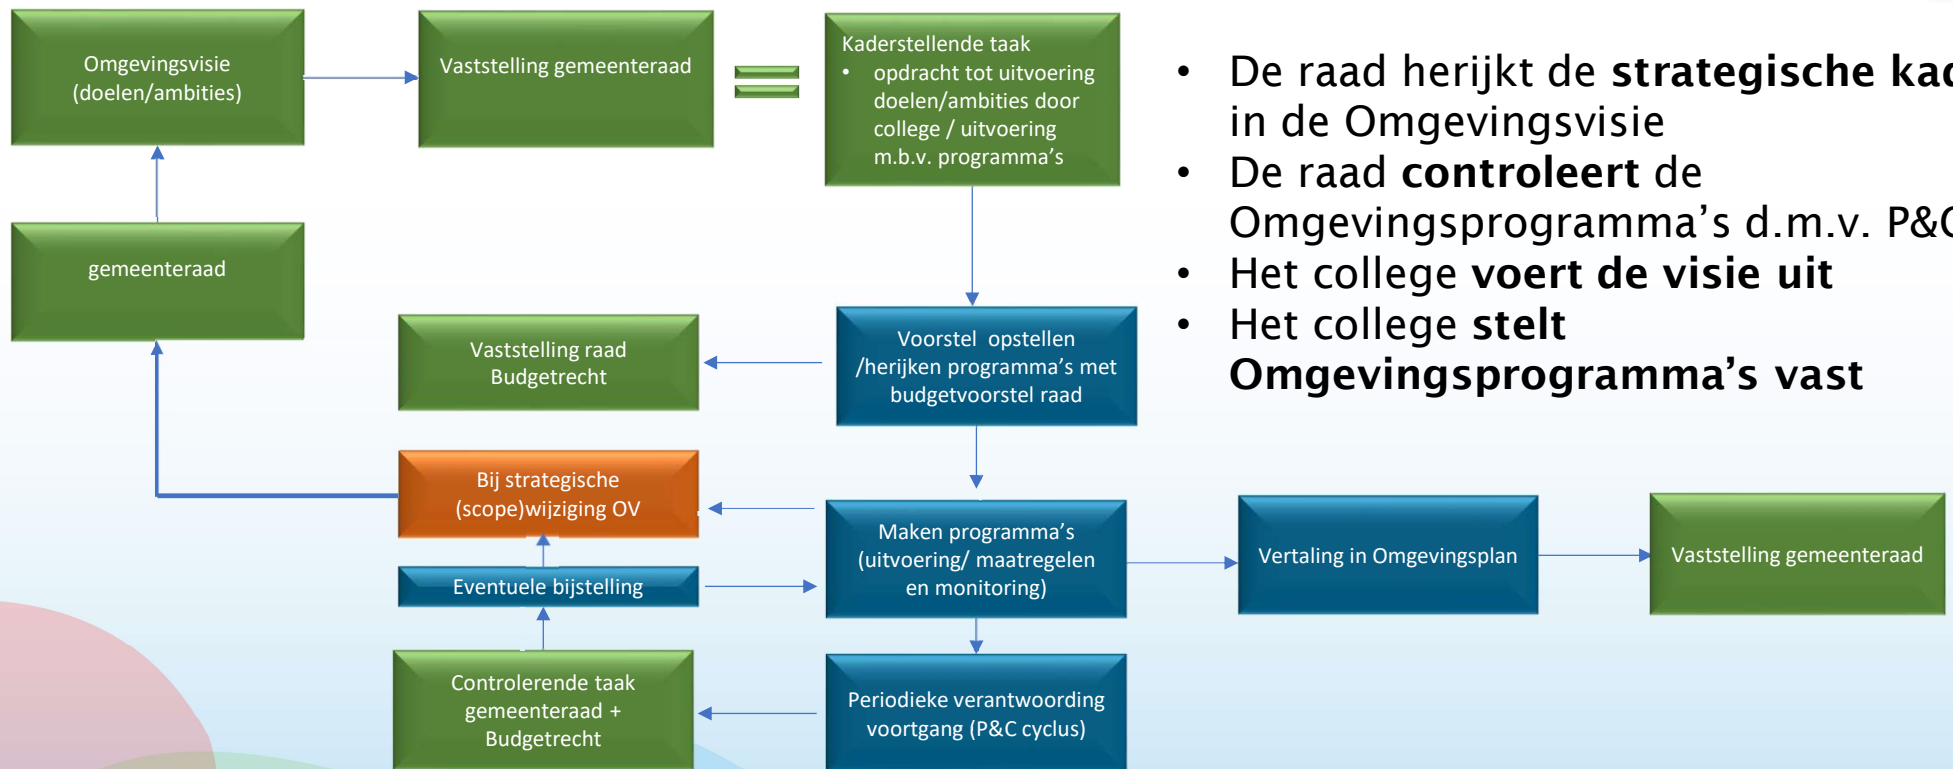 Omgevingsvisie
(doelen/ambities)
Vaststelling gemeenteraad
Kaderstellende taak
• opdracht tot uitvoering
doelen/ambities door
college / uitvoering
m.b.v. programma's
gemeenteraad
Vaststelling raad
Budgetrecht
Voorstel opstellen
/herijken programma's met
budgetvoorstel raad
Bij strategische
(scope)wijziging OV
Eventuele bijstelling
Maken programma's
(uitvoering/ maatregelen
en monitoring)
Vertaling in Omgevingsplan
Vaststelling gemeenteraad
Controlerende taak
gemeenteraad +
Budgetrecht
Periodieke verantwoording
voortgang (P&C cyclus)
• De raad herijkt de strategische
in de Omgevingsvisie
• De raad controleert de
Omgevingsprogramma's d.m.v.
• Het college voert de visie uit
• Het college stelt
Omgevingsprogramma's vast